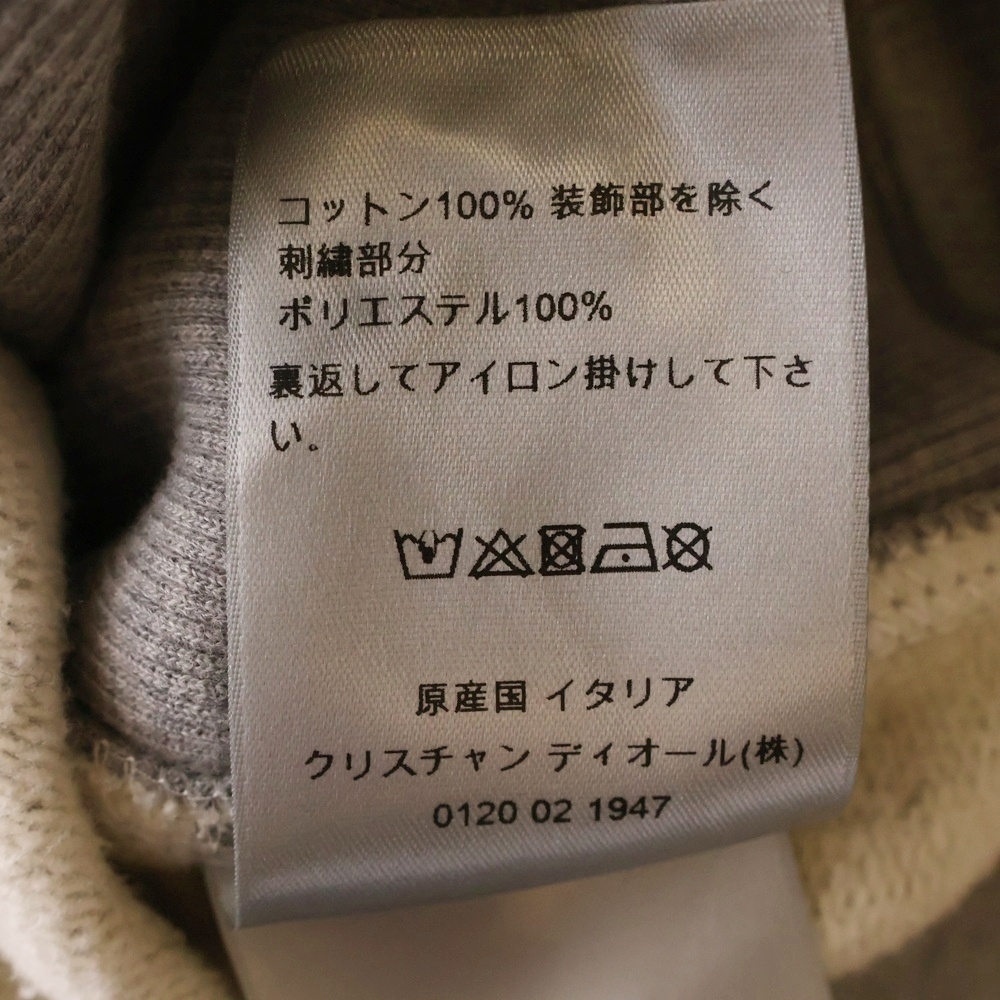 コットン100% 装飾部を除く
刺繍部分
ポリエステル100%
裏返してアイロン掛けして下さ
い。
原産国 イタリア
クリスチャン ディオール(株)
0120 02 1947